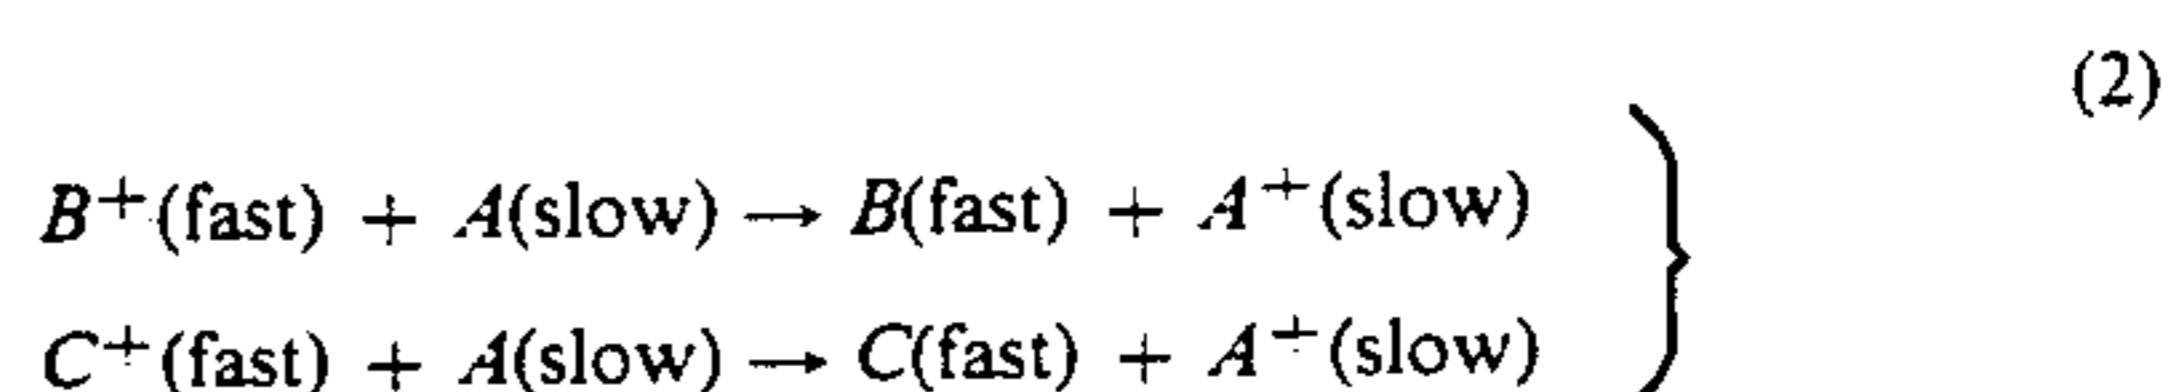 (2)
B⁺(fast) + A(slow) → B(fast) + A⁺(slow)
C⁺(fast) + A(slow) → C(fast) + A⁺(slow)